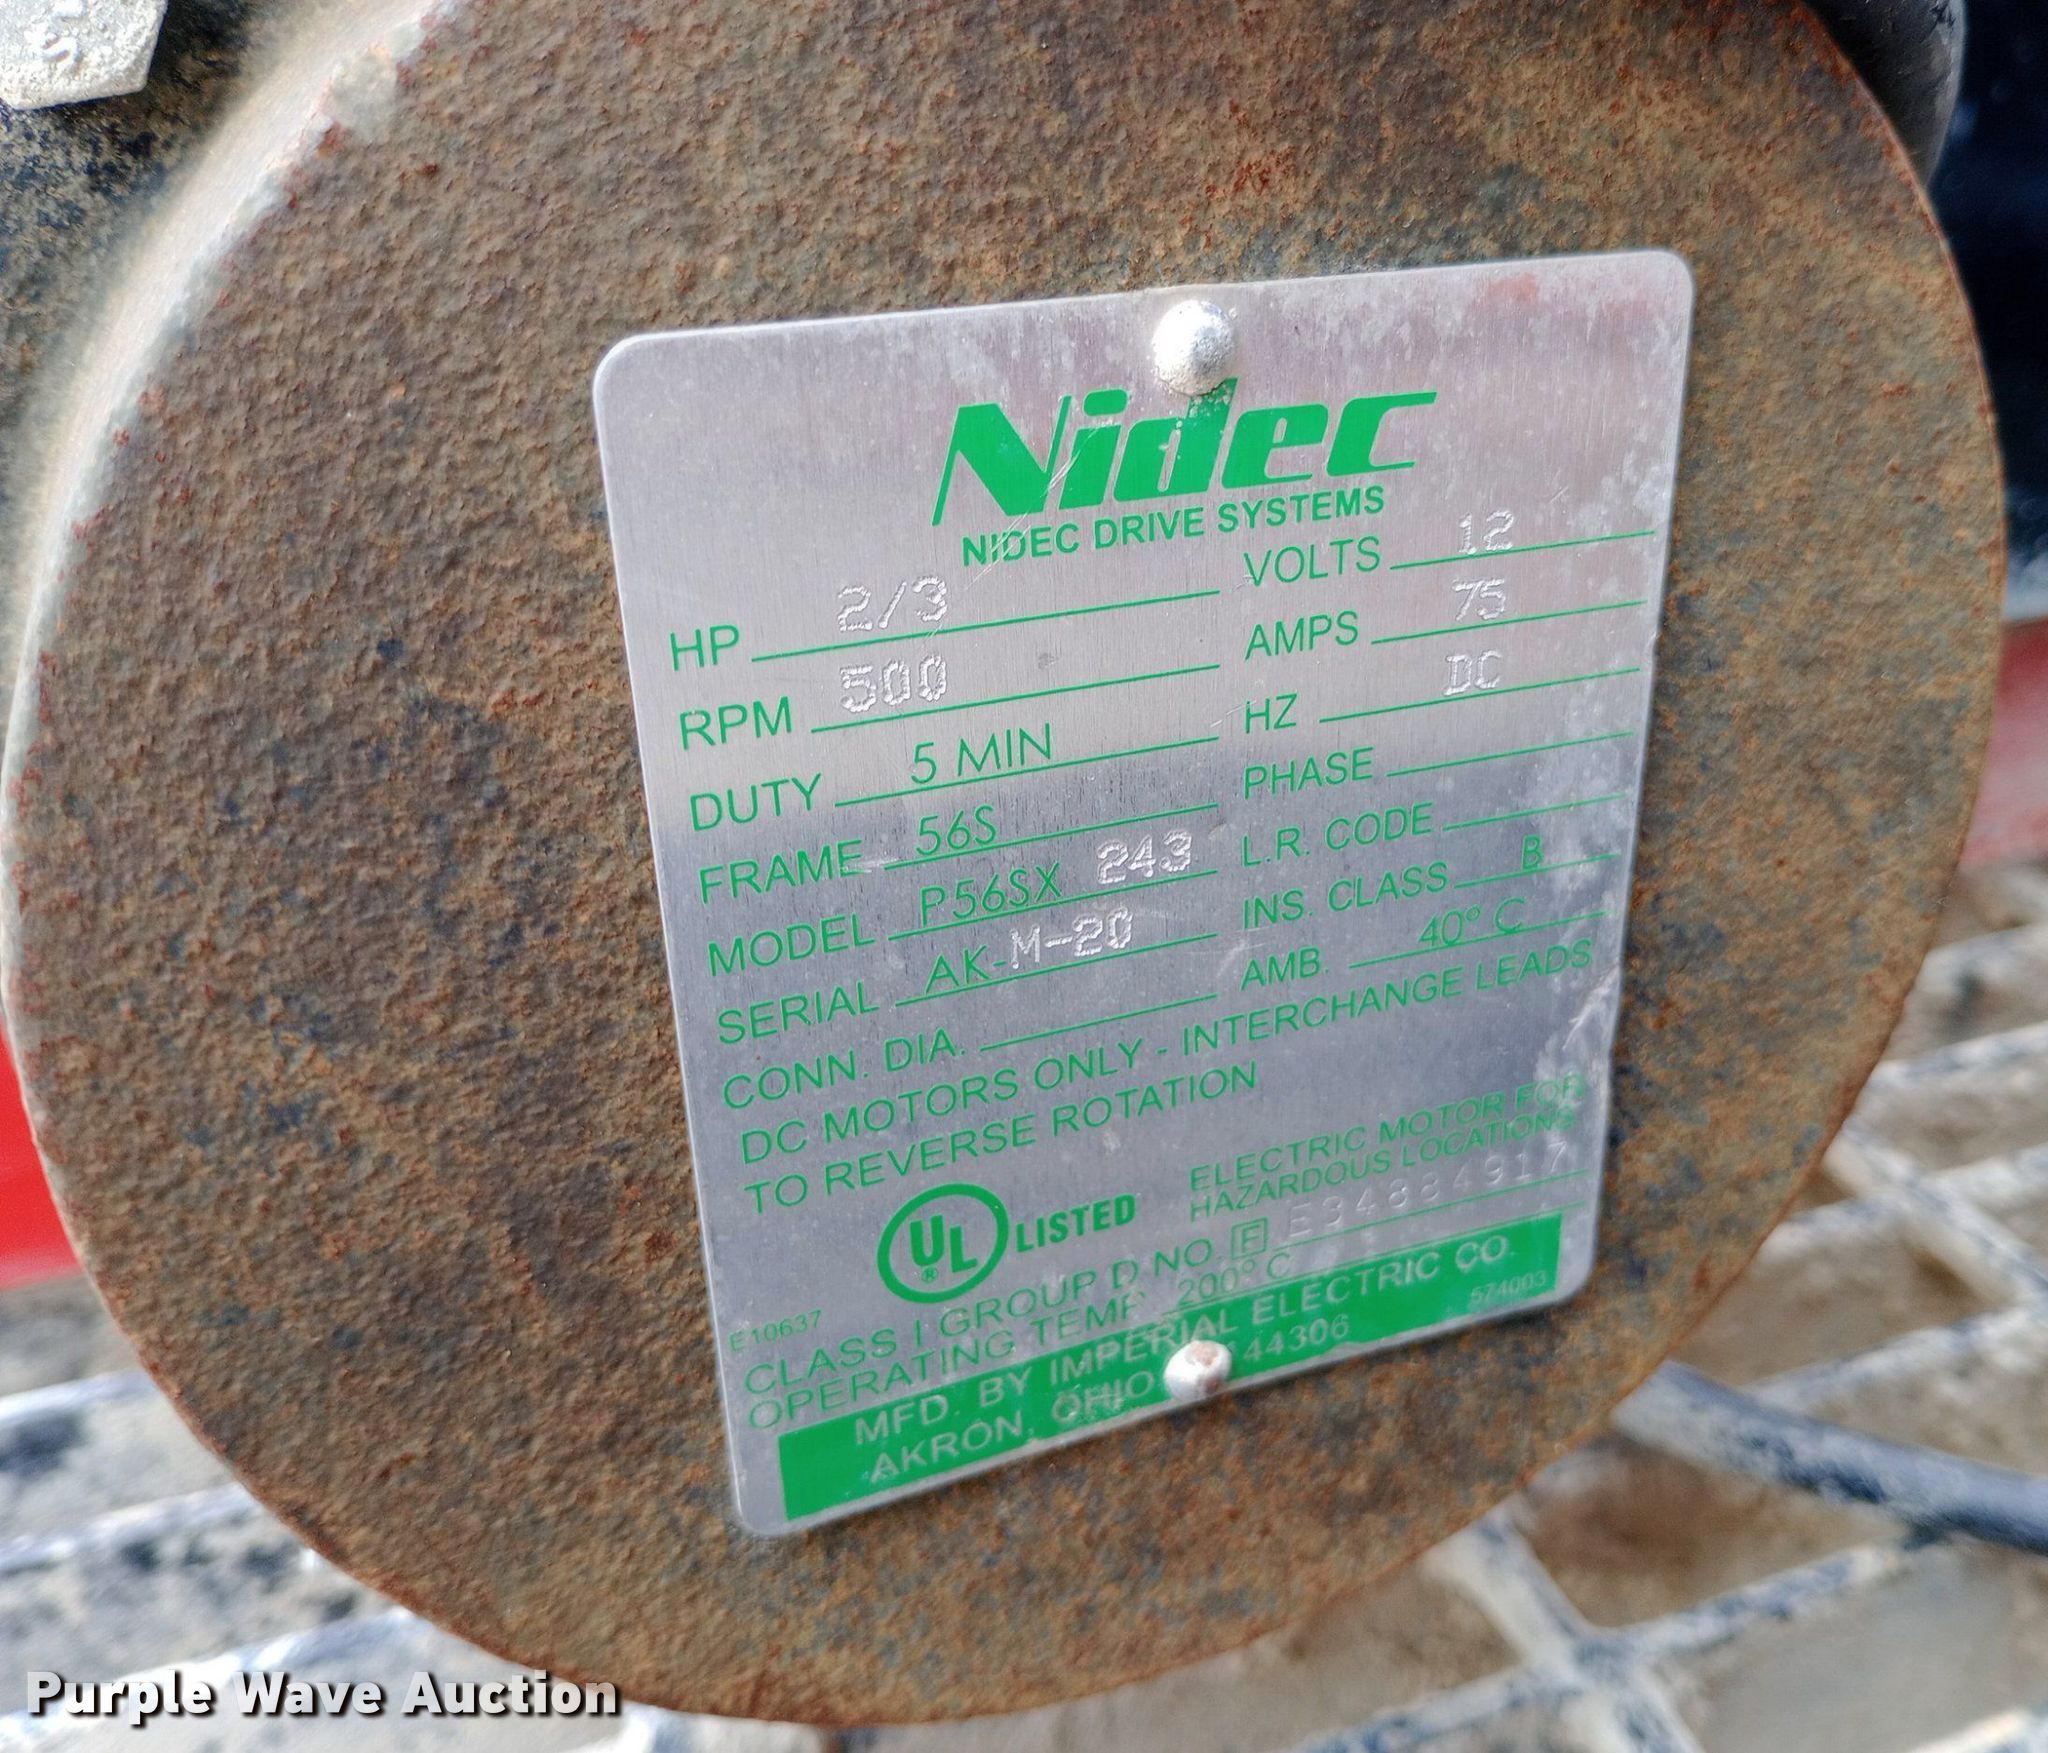 Nidec
NIDEC DRIVE SYSTEMS
HP 2/3 VOLTS 12
RPM 500 AMPS 75
DUTY 5 MIN HZ DC
FRAME 56S PHASE
MODEL P56SX 243 L.R. CODE
SERIAL AK-M-20 INS. CLASS B
CONN. DIA. AMB. 40° C
DC MOTORS ONLY - INTERCHANGE LEADS
TO REVERSE ROTATION
UL ® LISTED
ELECTRIC MOTOR FOR
HAZARDOUS LOCATIONS
E10637
CLASS I GROUP D NO. E E34884917
OPERATING TEMP. 200° C
MFD. BY IMPERIAL ELECTRIC CO.
AKRON, OHIO 44306 574003
Purple Wave Auction